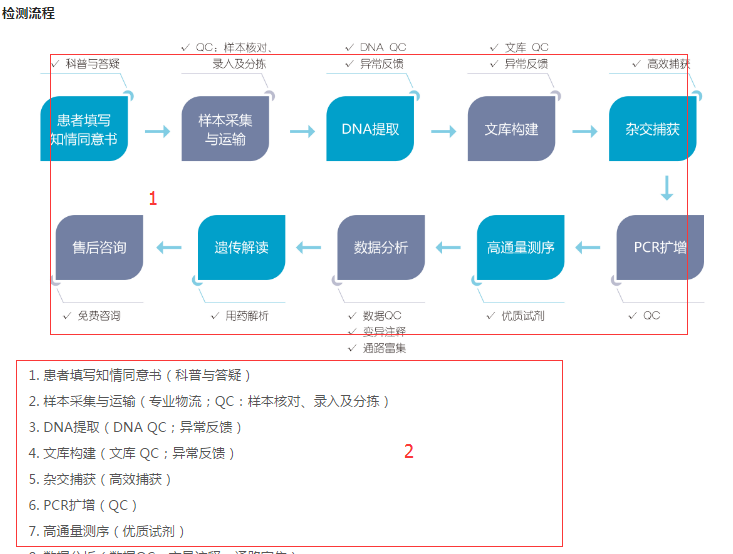 检测流程
✓ 科普与答疑
✓ QC；样本核对、
录入及分拣
✓ DNA QC
✓ 异常反馈
✓ 文库 QC
✓ 异常反馈
✓ 高效捕获
患者填写
知情同意书
样本采集
与运输
DNA提取
文库构建
杂交捕获
1
售后咨询
遗传解读
数据分析
高通量测序
PCR扩增
✓ 免费咨询
✓ 用药解析
✓ 数据QC
✓ 变异注释
✓ 通路富集
✓ 优质试剂
✓ QC
1. 患者填写知情同意书（科普与答疑）
2. 样本采集与运输（专业物流；QC：样本核对、录入及分拣）
3. DNA提取（DNA QC；异常反馈）
4. 文库构建（文库 QC；异常反馈）
2
5. 杂交捕获（高效捕获）
6. PCR扩增（QC）
7. 高通量测序（优质试剂）